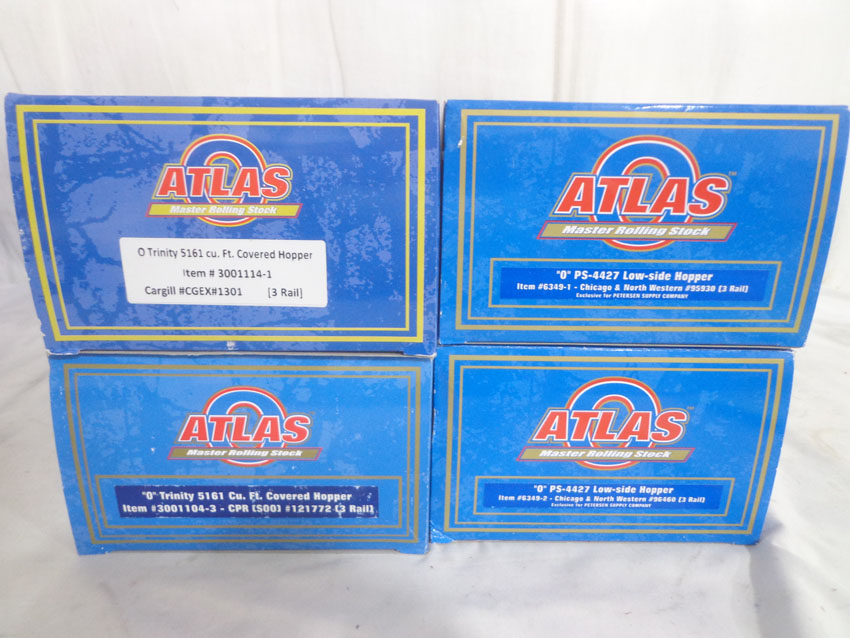 ATLAS
Master Rolling Stock
O Trinity 5161 cu. Ft. Covered Hopper
Item # 3001114-1
Cargill #CGEX#1301 [3 Rail]
ATLAS™
Master Rolling Stock
"O" PS-4427 Low-side Hopper
Item #6349-1 - Chicago & North Western #95930 [3 Rail]
Exclusive for PETERSEN SUPPLY COMPANY
ATLAS
Master Rolling Stock
"O" Trinity 5161 Cu. Ft. Covered Hopper
Item #3001104-3 - CPR (SOO) #121772 [3 Rail]
ATLAS
Master Rolling Stock
"O" PS-4427 Low-side Hopper
Item #6349-2 - Chicago & North Western #96460 [3 Rail]
Exclusive for PETERSEN SUPPLY COMPANY